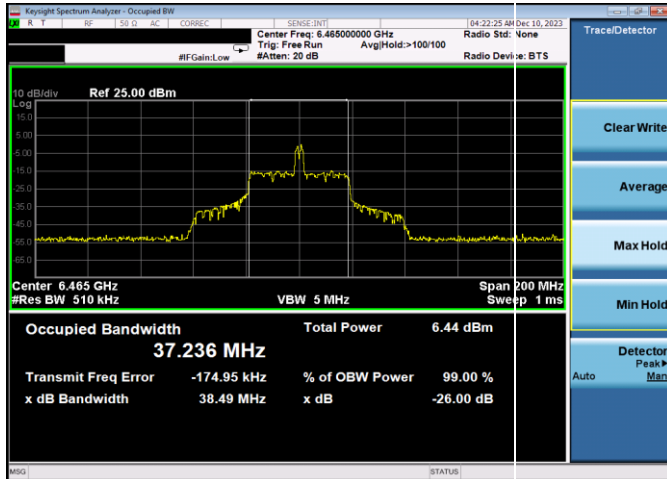 Keysight Spectrum Analyzer - Occupied BW
R T RF 50 Ω AC CORREC SENSE:INT 04:22:25 AM Dec 10, 2023
Center Freq: 6.465000000 GHz Radio Std: None
Trig: Free Run Avg|Hold:>100/100
#IFGain:Low #Atten: 20 dB Radio Device: BTS
Trace/Detector
10 dB/div Ref 25.00 dBm
Log
15.0
5.00
-5.00
-15.0
-25.0
-35.0
-45.0
-55.0
-65.0
Center 6.465 GHz Span 200 MHz
#Res BW 510 kHz VBW 5 MHz Sweep 1 ms
Clear Write
Average
Max Hold
Min Hold
Detector
Peak▶
Auto Man
Occupied Bandwidth Total Power 6.44 dBm
37.236 MHz
Transmit Freq Error -174.95 kHz % of OBW Power 99.00 %
x dB Bandwidth 38.49 MHz x dB -26.00 dB
MSG STATUS